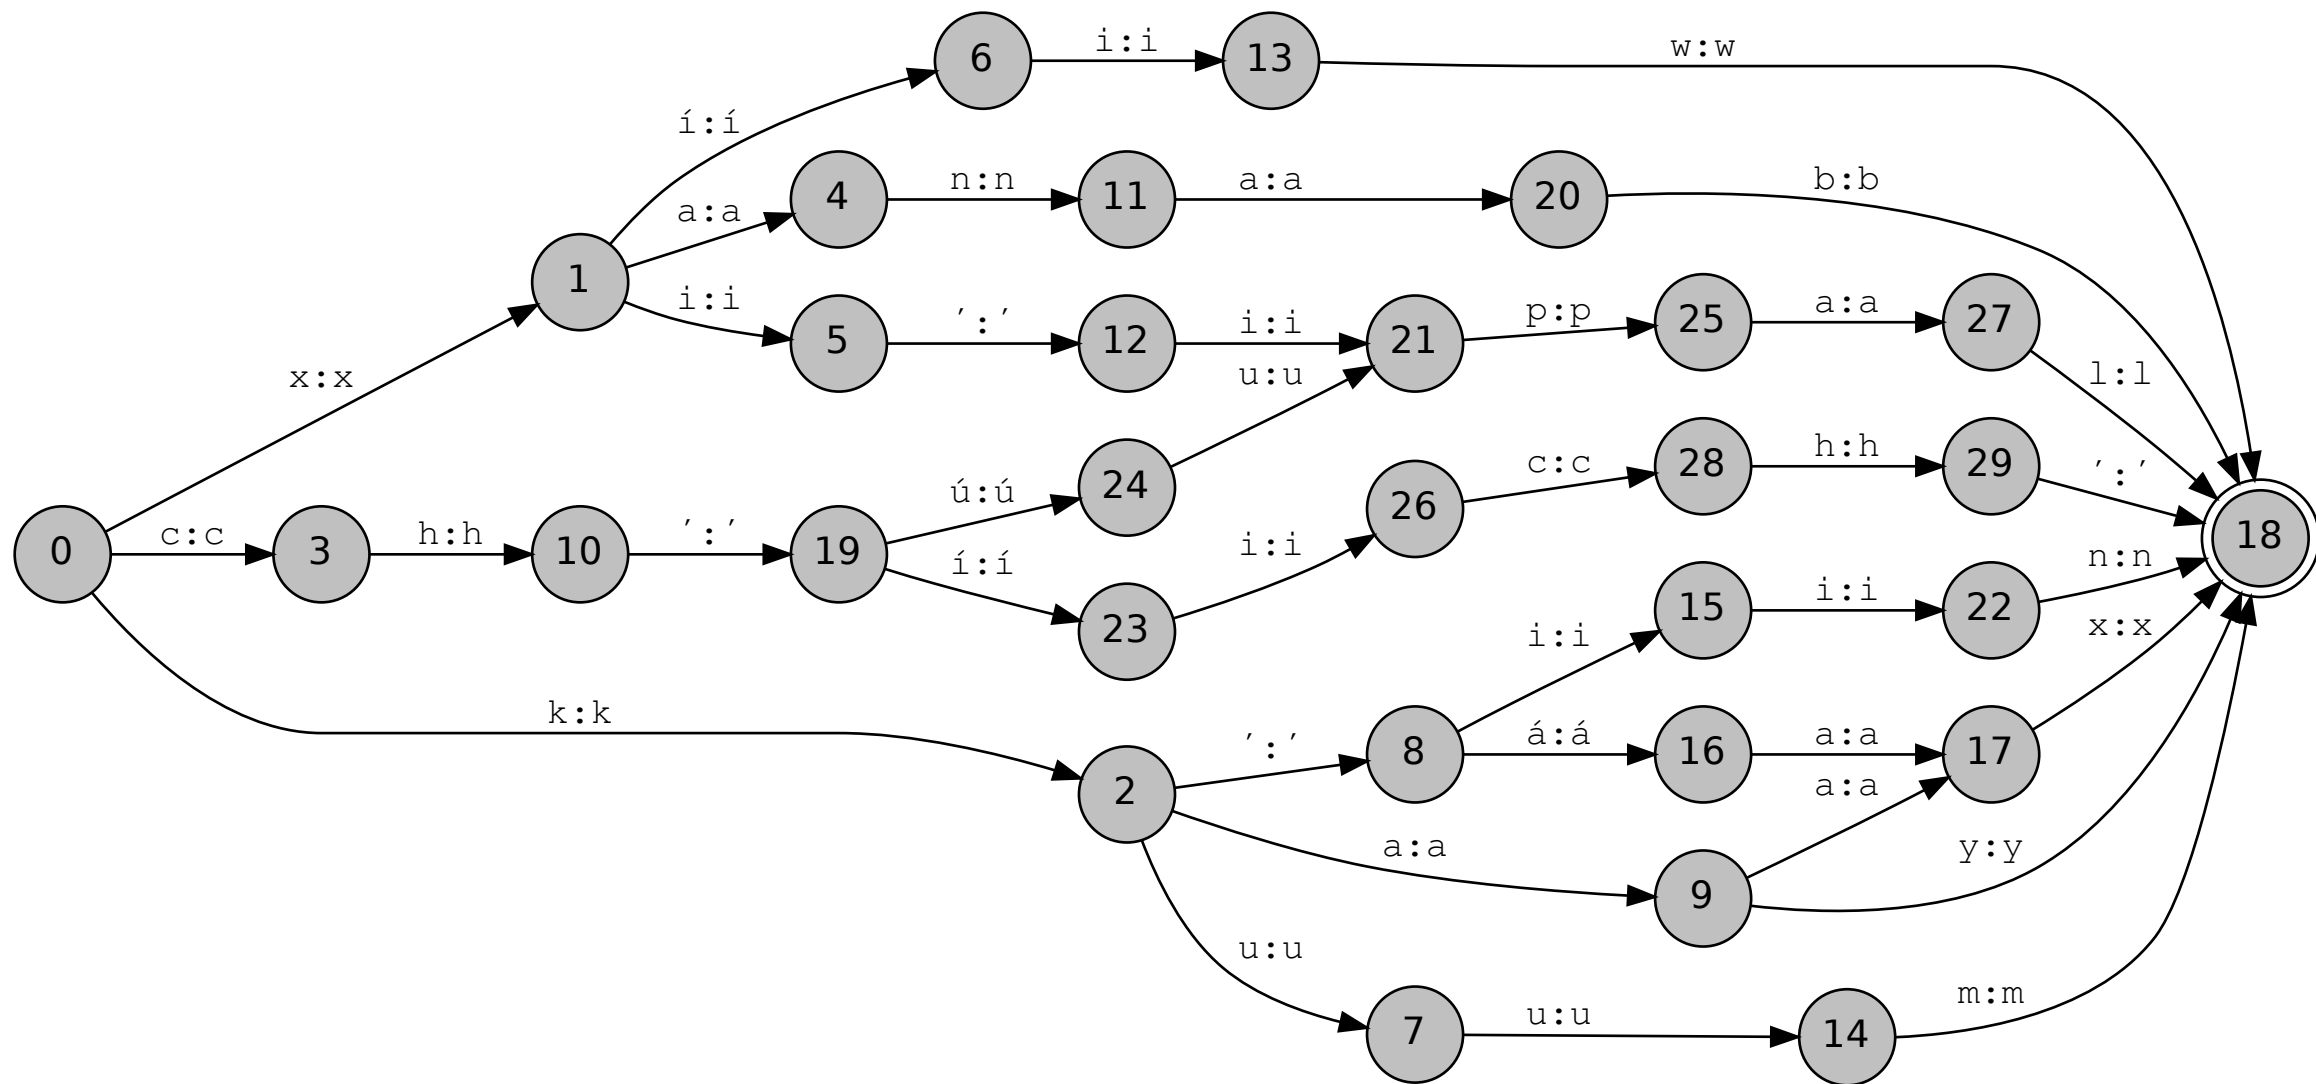 6
i:i
13
w:w
í:í
4
n:n
11
a:a
20
b:b
a:a
1
i:i
5
′:′
12
i:i
21
p:p
25
a:a
27
l:l
x:x
u:u
24
ú:ú
26
c:c
28
h:h
29
′:′
18
0
c:c
3
h:h
10
′:′
19
í:í
23
i:i
15
i:i
22
n:n
i:i
x:x
k:k
2
′:′
8
á:á
16
a:a
17
a:a
a:a
9
y:y
u:u
7
u:u
14
m:m